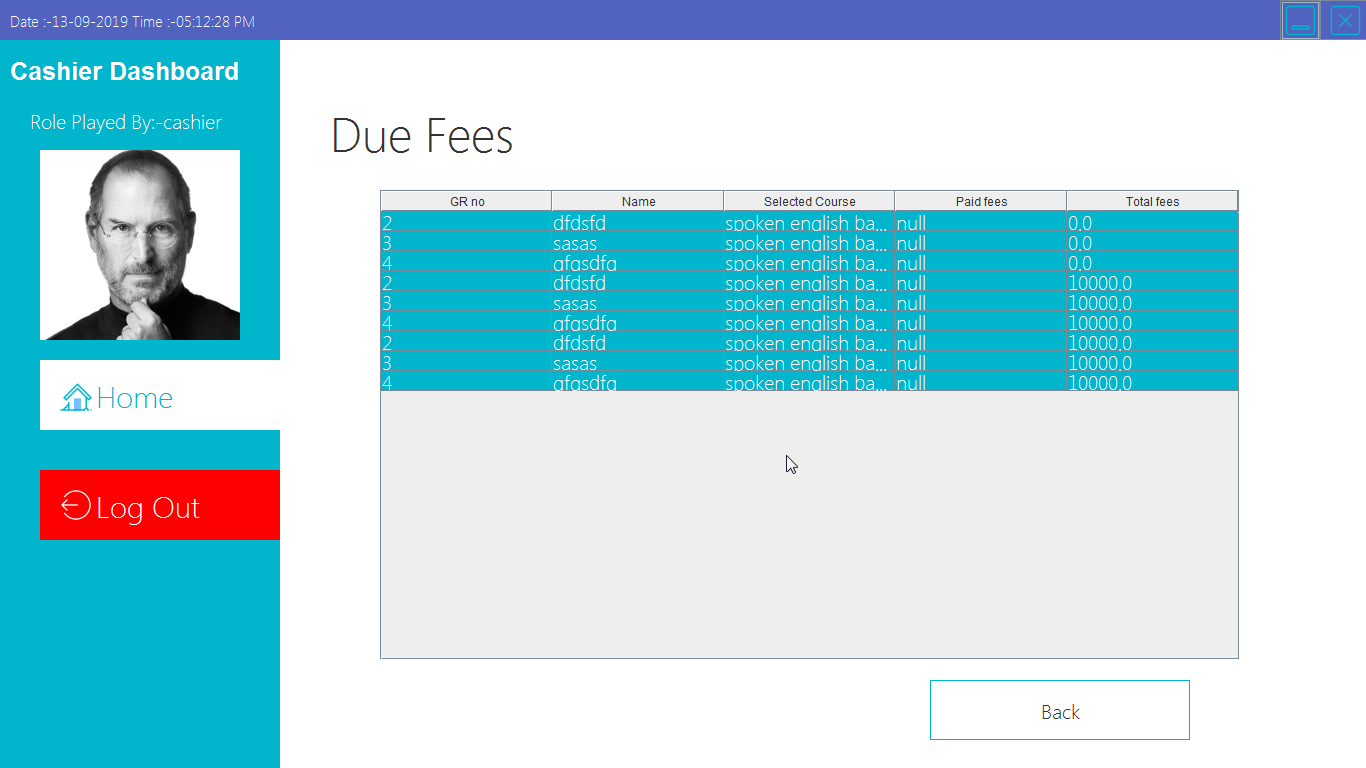 Date :-13-09-2019 Time :-05:12:28 PM
Cashier Dashboard
Role Played By:-cashier
Home
Log Out
Due Fees
GR no Name Selected Course Paid fees Total fees
2 dfdsfd spoken english ba... null 0.0
3 sasas spoken english ba... null 0.0
4 gfgsdfg spoken english ba... null 0.0
2 dfdsfd spoken english ba... null 10000.0
3 sasas spoken english ba... null 10000.0
4 gfgsdfg spoken english ba... null 10000.0
2 dfdsfd spoken english ba... null 10000.0
3 sasas spoken english ba... null 10000.0
4 gfgsdfg spoken english ba... null 10000.0
Back